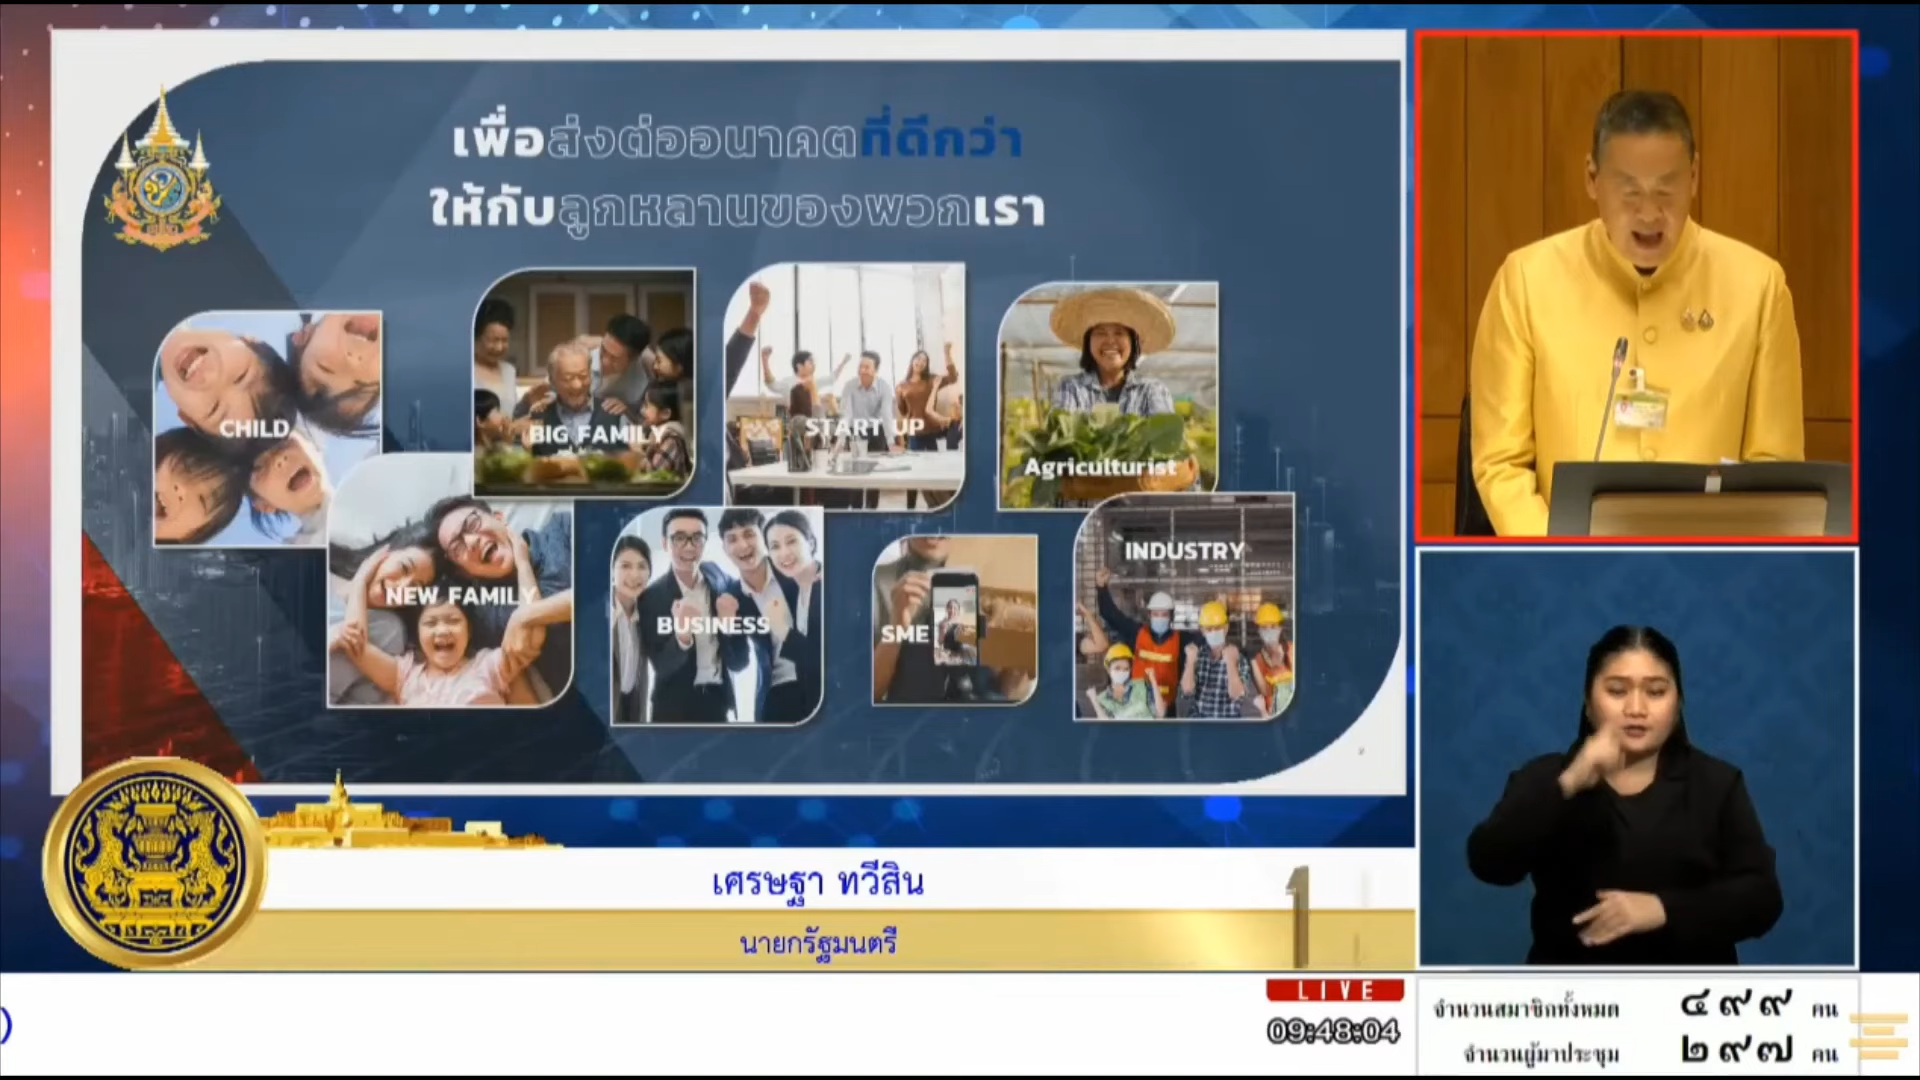 เพื่อส่งต่ออนาคตที่ดีกว่า
ให้กับลูกหลานของพวกเรา
CHILD
BIG FAMILY
START UP
Agriculturist
NEW FAMILY
BUSINESS
SME
INDUSTRY
เศรษฐา ทวีสิน
นายกรัฐมนตรี
1
)
LIVE
09:48:04
จำนวนสมาชิกทั้งหมด ๔๙๙ คน
จำนวนผู้มาประชุม ๒๙๗ คน